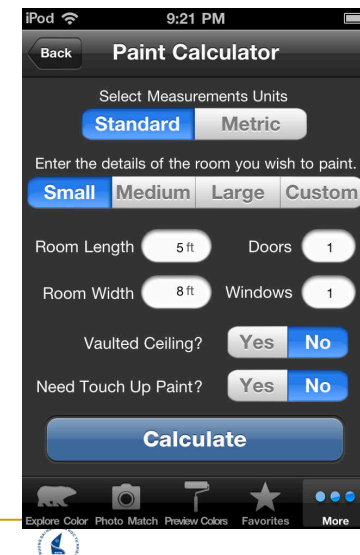 iPod 9:21 PM
Back Paint Calculator
Select Measurements Units
Standard Metric
Enter the details of the room you wish to paint.
Small Medium Large Custom
Room Length 5 ft Doors 1
Room Width 8 ft Windows 1
Vaulted Ceiling? Yes No
Need Touch Up Paint? Yes No
Calculate
Explore Color Photo Match Preview Colors Favorites More